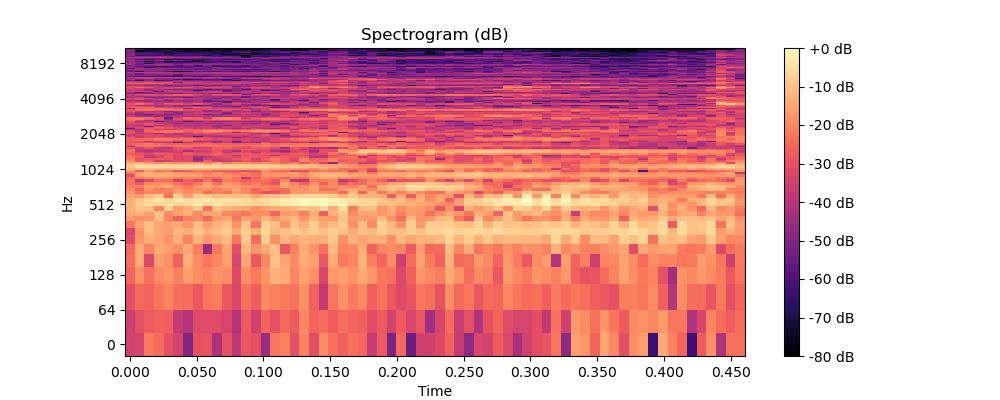 Spectrogram (dB)
8192
4096
2048
1024
512
256
128
64
0
Hz
0.000 0.050 0.100 0.150 0.200 0.250 0.300 0.350 0.400 0.450
Time
+0 dB
-10 dB
-20 dB
-30 dB
-40 dB
-50 dB
-60 dB
-70 dB
-80 dB